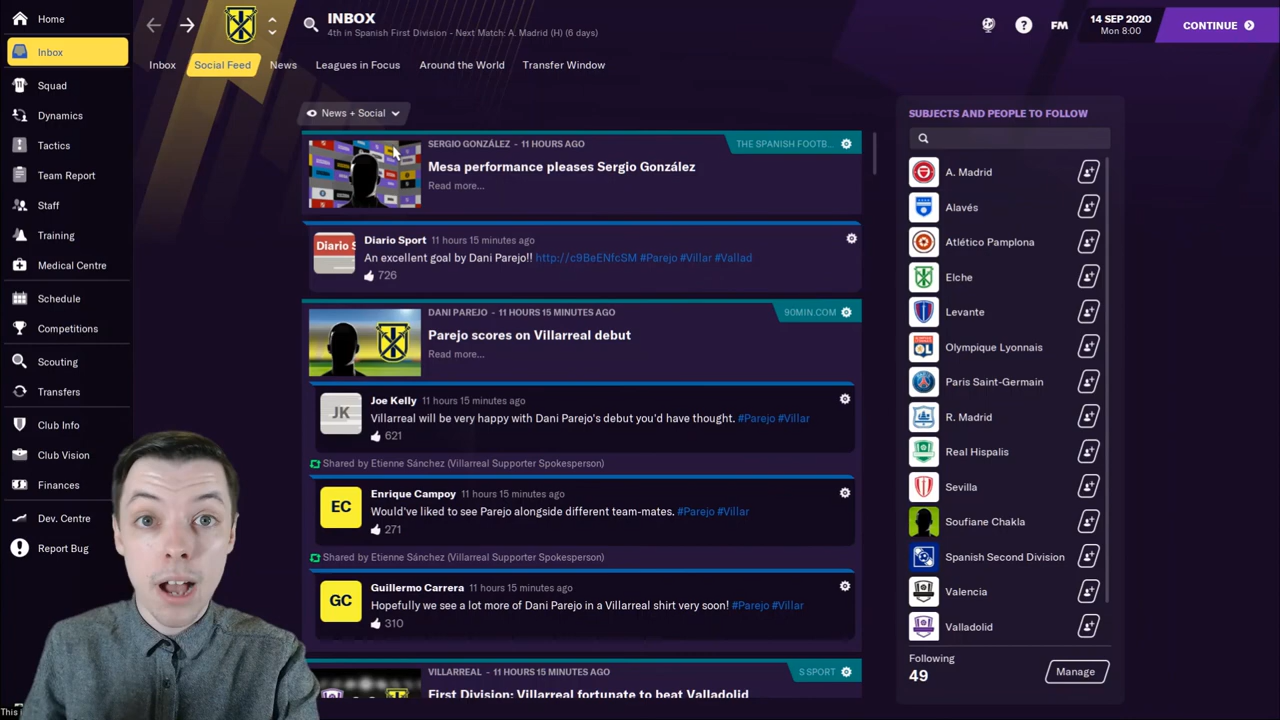 Home
Inbox
Squad
Dynamics
Tactics
Team Report
Staff
Training
Medical Centre
Schedule
Competitions
Scouting
Transfers
Club Info
Club Vision
Finances
Dev. Centre
Report Bug
This
INBOX
4th in Spanish First Division - Next Match: A. Madrid (H) (6 days)
? FM
14 SEP 2020
Mon 8:00
CONTINUE
Inbox Social Feed News Leagues in Focus Around the World Transfer Window
News + Social
SERGIO GONZÁLEZ - 11 HOURS AGO
THE SPANISH FOOTB...
Mesa performance pleases Sergio González
Read more...
Diario S
Diario Sport 11 hours 15 minutes ago
An excellent goal by Dani Parejo!! http://c9BeENfcSM #Parejo #Villar #Vallad
726
DANI PAREJO - 11 HOURS 15 MINUTES AGO
90MIN.COM
Parejo scores on Villarreal debut
Read more...
JK
Joe Kelly 11 hours 15 minutes ago
Villarreal will be very happy with Dani Parejo's debut you'd have thought. #Parejo #Villar
621
Shared by Etienne Sánchez (Villarreal Supporter Spokesperson)
EC
Enrique Campoy 11 hours 15 minutes ago
Would've liked to see Parejo alongside different team-mates. #Parejo #Villar
271
Shared by Etienne Sánchez (Villarreal Supporter Spokesperson)
GC
Guillermo Carrera 11 hours 15 minutes ago
Hopefully we see a lot more of Dani Parejo in a Villarreal shirt very soon! #Parejo #Villar
310
VILLARREAL - 11 HOURS 15 MINUTES AGO
S SPORT
First Division: Villarreal fortunate to beat Valladolid
SUBJECTS AND PEOPLE TO FOLLOW
A. Madrid
Alavés
Atlético Pamplona
Elche
Levante
Olympique Lyonnais
Paris Saint-Germain
R. Madrid
Real Hispalis
Sevilla
Soufiane Chakla
Spanish Second Division
Valencia
Valladolid
Following
49
Manage